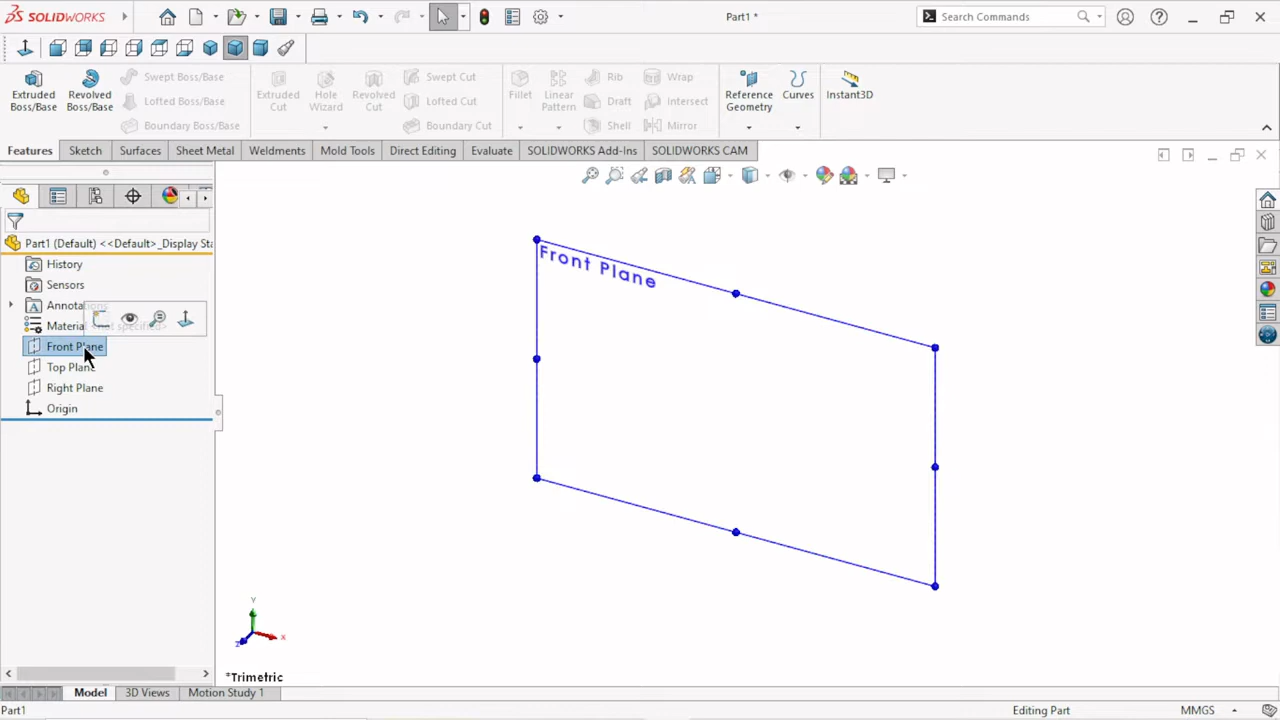 SOLIDWORKS
Part1 *
Search Commands
Extruded Boss/Base
Revolved Boss/Base
Swept Boss/Base
Lofted Boss/Base
Boundary Boss/Base
Extruded Cut
Hole Wizard
Revolved Cut
Swept Cut
Lofted Cut
Boundary Cut
Fillet
Linear Pattern
Rib
Draft
Shell
Wrap
Intersect
Mirror
Reference Geometry
Curves
Instant3D
Features
Sketch
Surfaces
Sheet Metal
Weldments
Mold Tools
Direct Editing
Evaluate
SOLIDWORKS Add-Ins
SOLIDWORKS CAM
Part1 (Default) <<Default>_Display Sta
History
Sensors
Annotations
Material <not specified>
Front Plane
Top Plane
Right Plane
Origin
Front Plane
Y
X
Z
*Trimetric
Model
3D Views
Motion Study 1
Part1
Editing Part
MMGS